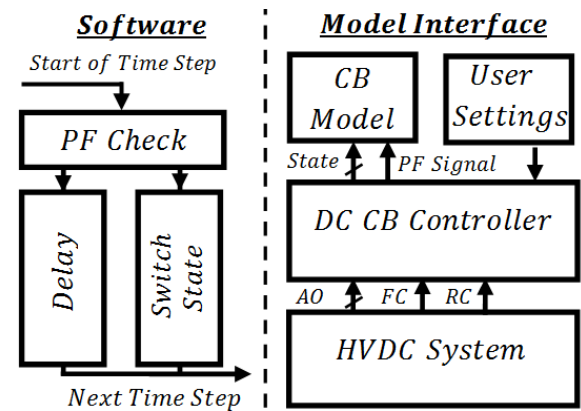 Software
Start of Time Step
PF Check
Delay
Switch
State
Next Time Step
Model Interface
CB
Model
User
Settings
State
PF Signal
DC CB Controller
AO
FC
RC
HVDC System